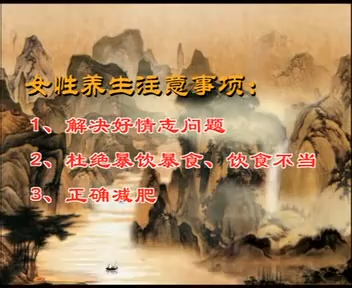 女性养生注意事项：
1、解决好情志问题
2、杜绝暴饮暴食、饮食不当
3、正确减肥